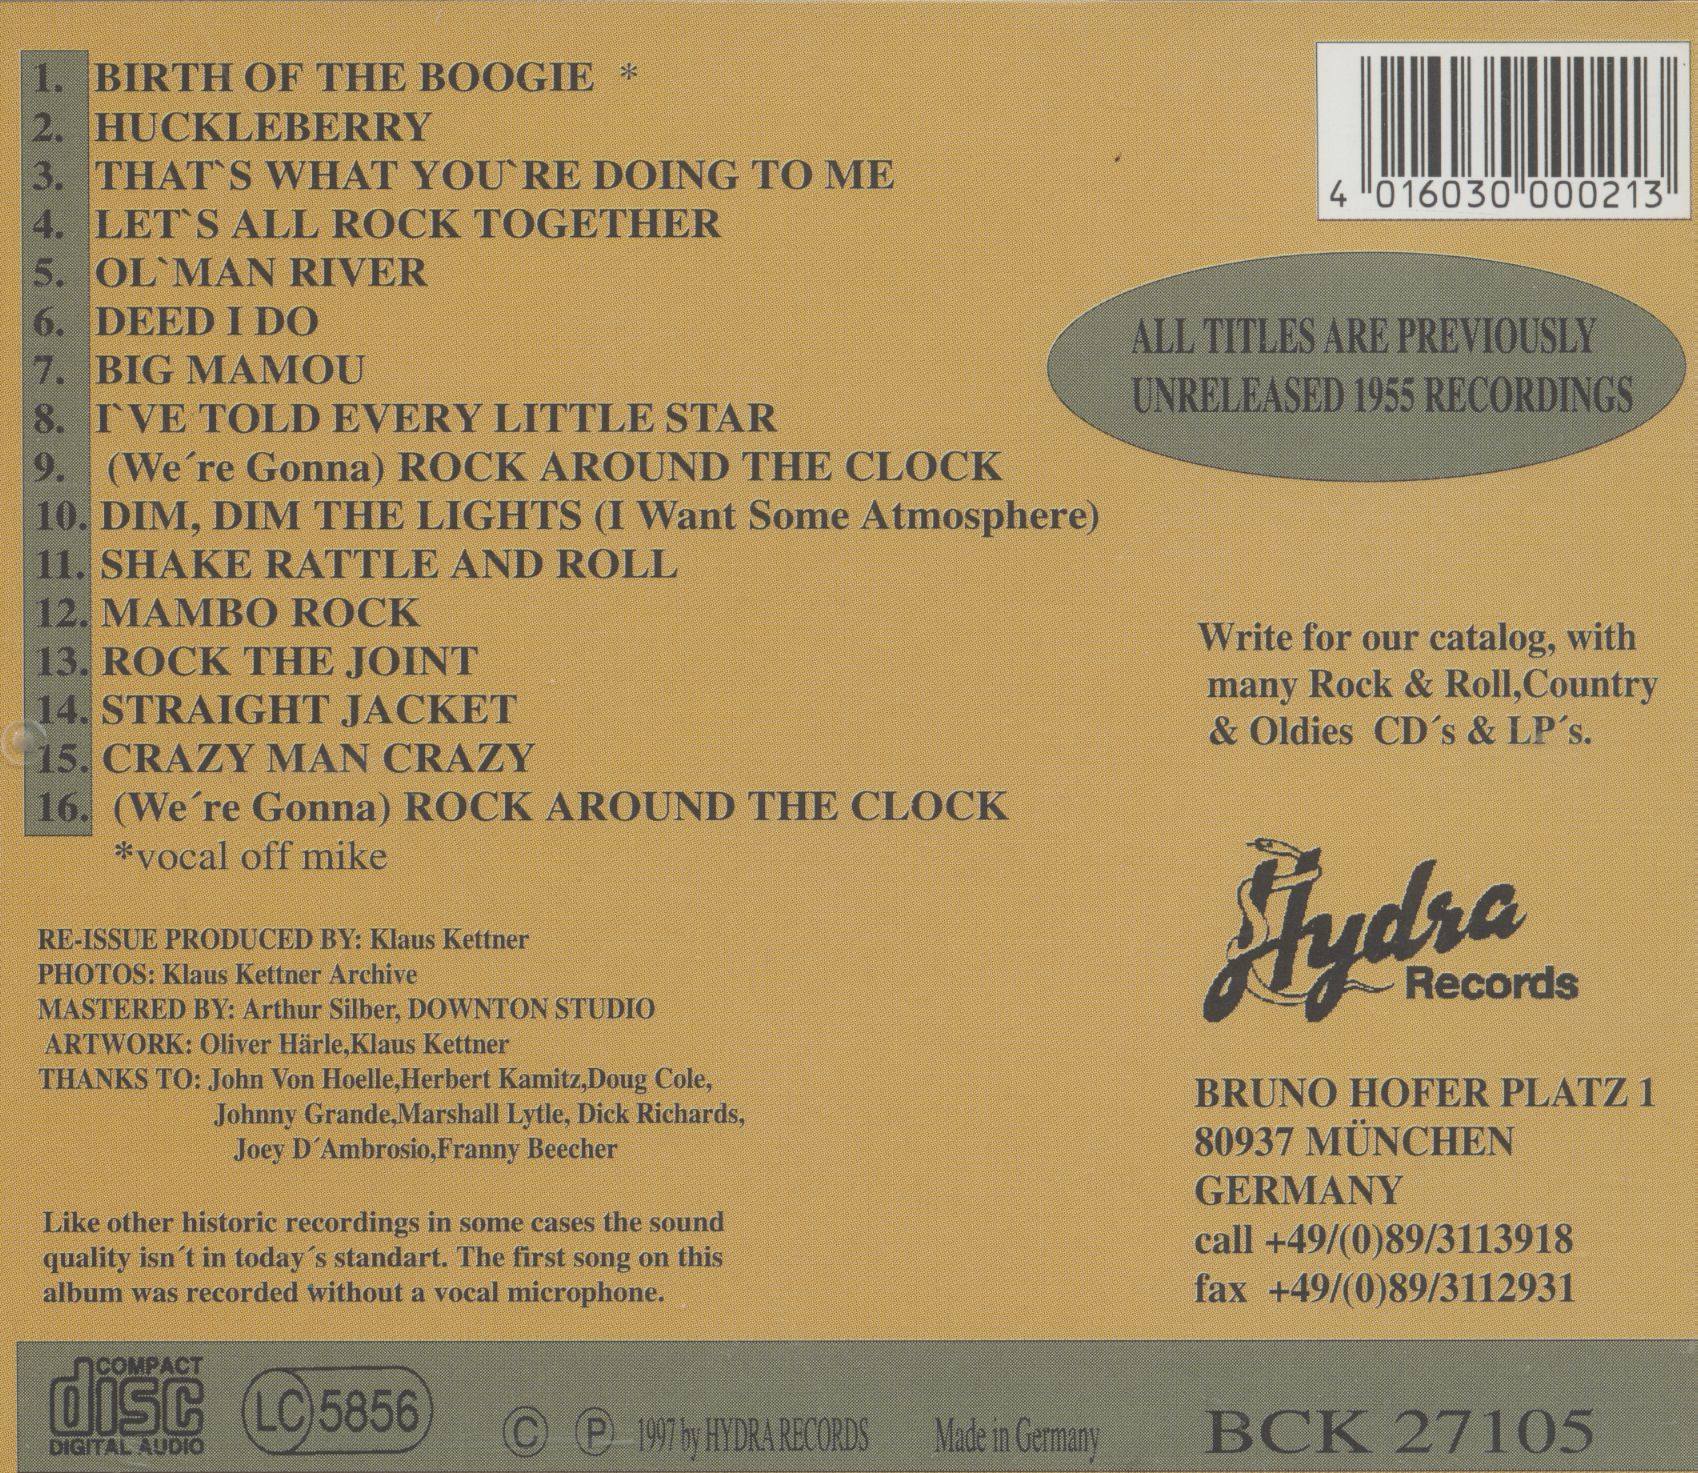 1. BIRTH OF THE BOOGIE *
2. HUCKLEBERRY
3. THAT`S WHAT YOU`RE DOING TO ME
4. LET`S ALL ROCK TOGETHER
5. OL`MAN RIVER
6. DEED I DO
7. BIG MAMOU
8. I`VE TOLD EVERY LITTLE STAR
9. (We´re Gonna) ROCK AROUND THE CLOCK
10. DIM, DIM THE LIGHTS (I Want Some Atmosphere)
11. SHAKE RATTLE AND ROLL
12. MAMBO ROCK
13. ROCK THE JOINT
14. STRAIGHT JACKET
15. CRAZY MAN CRAZY
16. (We´re Gonna) ROCK AROUND THE CLOCK
*vocal off mike
RE-ISSUE PRODUCED BY: Klaus Kettner
PHOTOS: Klaus Kettner Archive
MASTERED BY: Arthur Silber, DOWNTON STUDIO
ARTWORK: Oliver Härle,Klaus Kettner
THANKS TO: John Von Hoelle,Herbert Kamitz,Doug Cole,
Johnny Grande,Marshall Lytle, Dick Richards,
Joey D´Ambrosio,Franny Beecher
Like other historic recordings in some cases the sound
quality isn´t in today´s standart. The first song on this
album was recorded without a vocal microphone.
4 016030 000213
ALL TITLES ARE PREVIOUSLY
UNRELEASED 1955 RECORDINGS
Write for our catalog, with
many Rock & Roll,Country
& Oldies CD´s & LP´s.
Hydra
Records
BRUNO HOFER PLATZ 1
80937 MÜNCHEN
GERMANY
call +49/(0)89/3113918
fax +49/(0)89/3112931
COMPACT
disc
DIGITAL AUDIO
LC 5856
© ℗ 1997 by HYDRA RECORDS
Made in Germany
BCK 27105